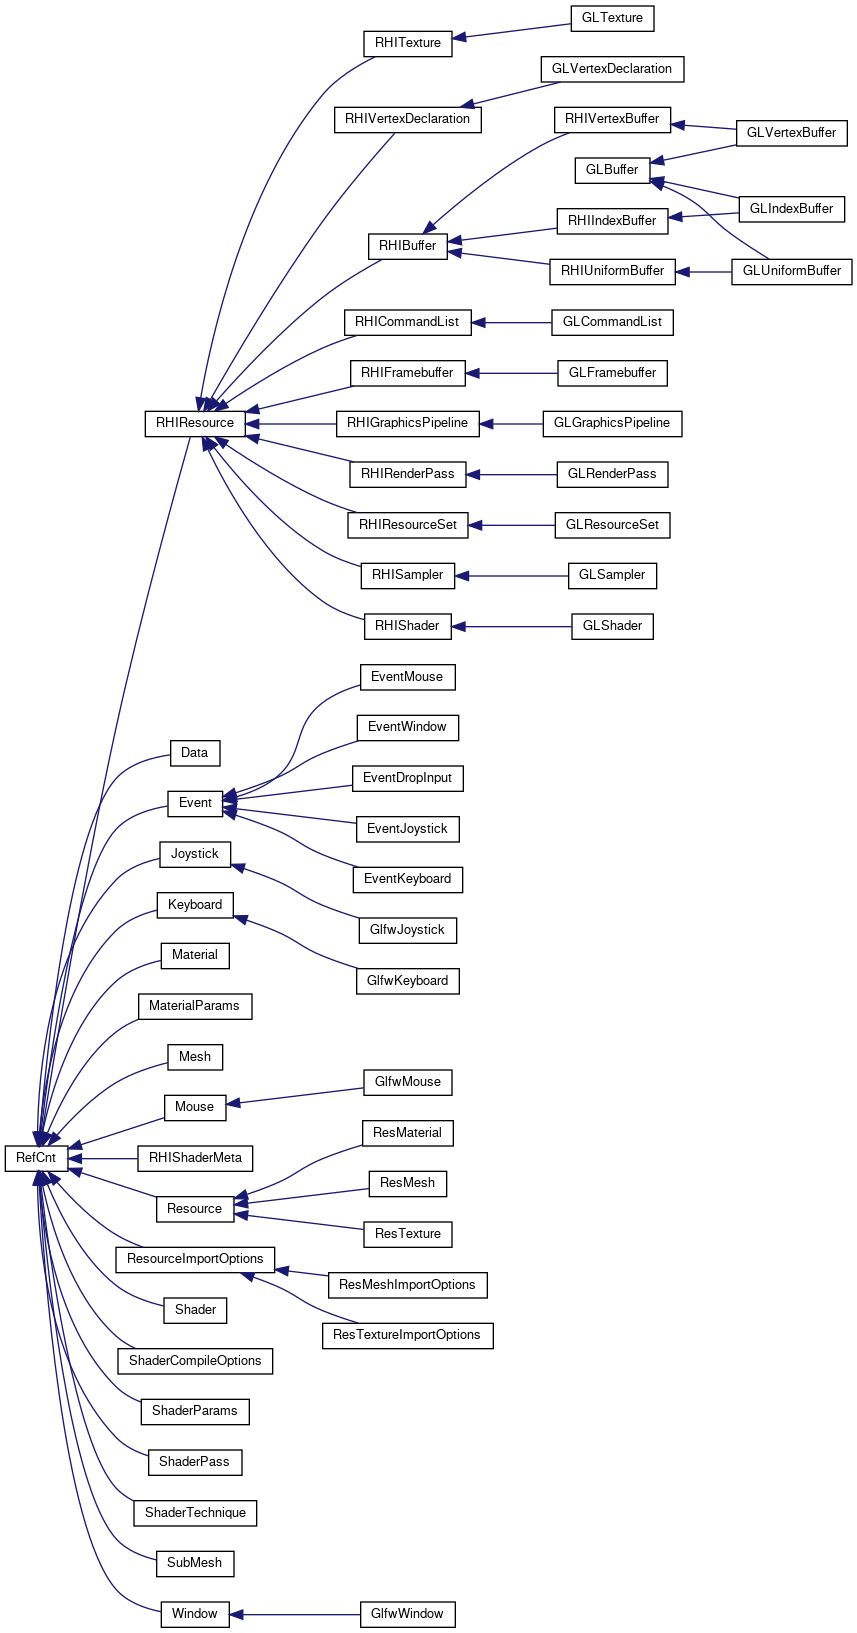 GLTexture
RHITexture
GLVertexDeclaration
RHIVertexDeclaration
RHIVertexBuffer
GLVertexBuffer
GLBuffer
GLIndexBuffer
RHIIndexBuffer
RHIBuffer
RHIUniformBuffer
GLUniformBuffer
RHICommandList
GLCommandList
RHIFramebuffer
GLFramebuffer
RHIResource
RHIGraphicsPipeline
GLGraphicsPipeline
RHIRenderPass
GLRenderPass
RHIResourceSet
GLResourceSet
RHISampler
GLSampler
RHIShader
GLShader
EventMouse
EventWindow
Data
EventDropInput
Event
EventJoystick
Joystick
EventKeyboard
Keyboard
GlfwJoystick
Material
GlfwKeyboard
MaterialParams
Mesh
GlfwMouse
Mouse
ResMaterial
RefCnt
RHIShaderMeta
ResMesh
Resource
ResTexture
ResourceImportOptions
ResMeshImportOptions
Shader
ResTextureImportOptions
ShaderCompileOptions
ShaderParams
ShaderPass
ShaderTechnique
SubMesh
Window
GlfwWindow